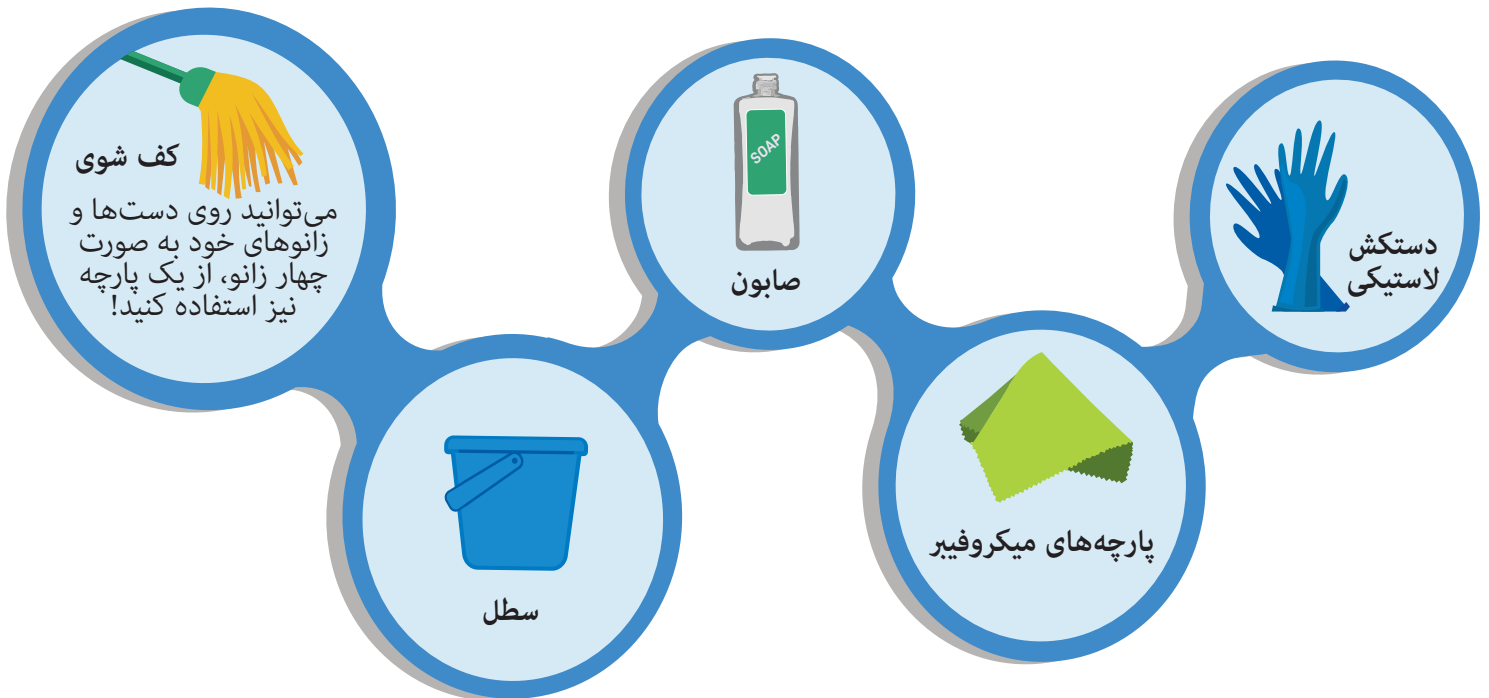 دستکش
لاستیکی
پارچه‌های میکروفیبر
SOAP
صابون
سطل
کف شوی
می‌توانید روی دست‌ها و
زانوهای خود به صورت
چهار زانو، از یک پارچه
نیز استفاده کنید!